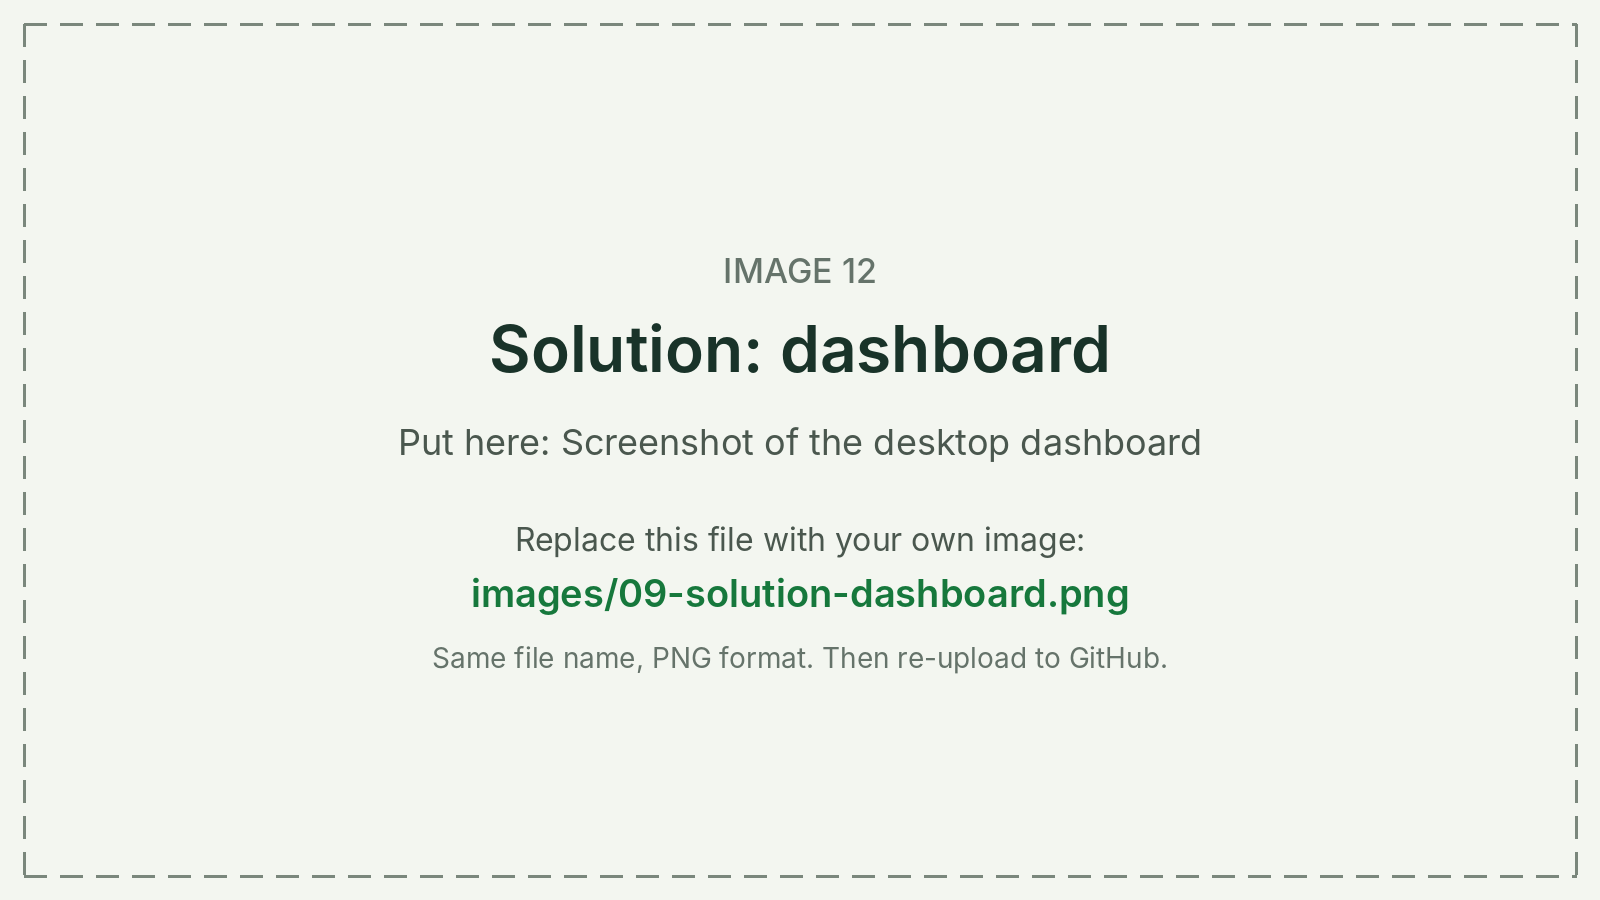 IMAGE 12
Solution: dashboard
Put here: Screenshot of the desktop dashboard
Replace this file with your own image:
images/09-solution-dashboard.png
Same file name, PNG format. Then re-upload to GitHub.